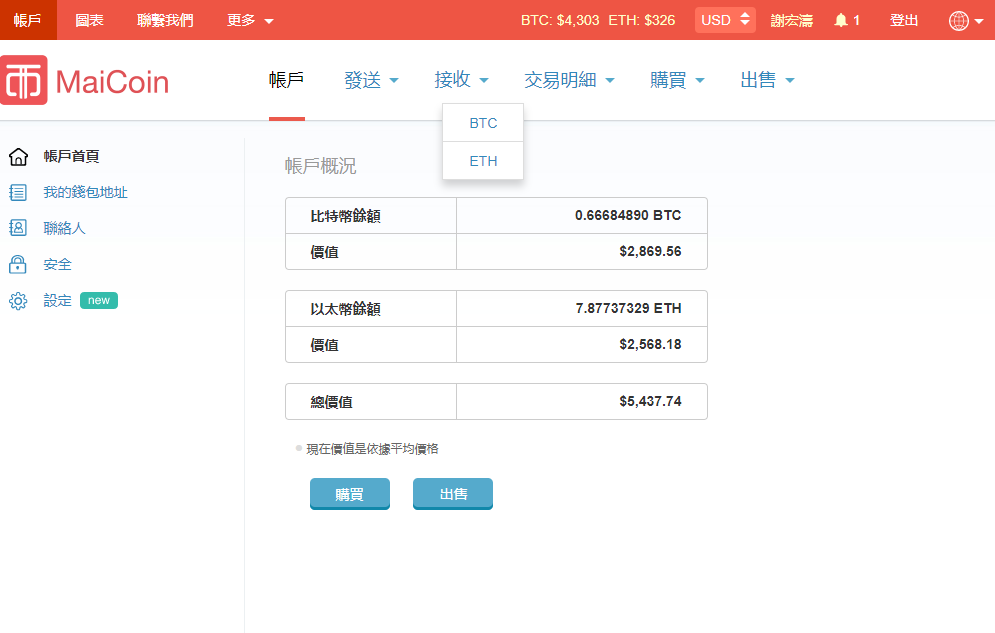 帳戶 圖表 聯繫我們 更多 BTC: $4,303 ETH: $326 USD 謝宏濤 1 登出
MaiCoin 帳戶 發送 接收 交易明細 購買 出售
BTC
ETH
帳戶首頁
我的錢包地址
聯絡人
安全
設定 new
帳戶概況
比特幣餘額 0.66684890 BTC
價值 $2,869.56
以太幣餘額 7.87737329 ETH
價值 $2,568.18
總價值 $5,437.74
現在價值是依據平均價格
購買 出售